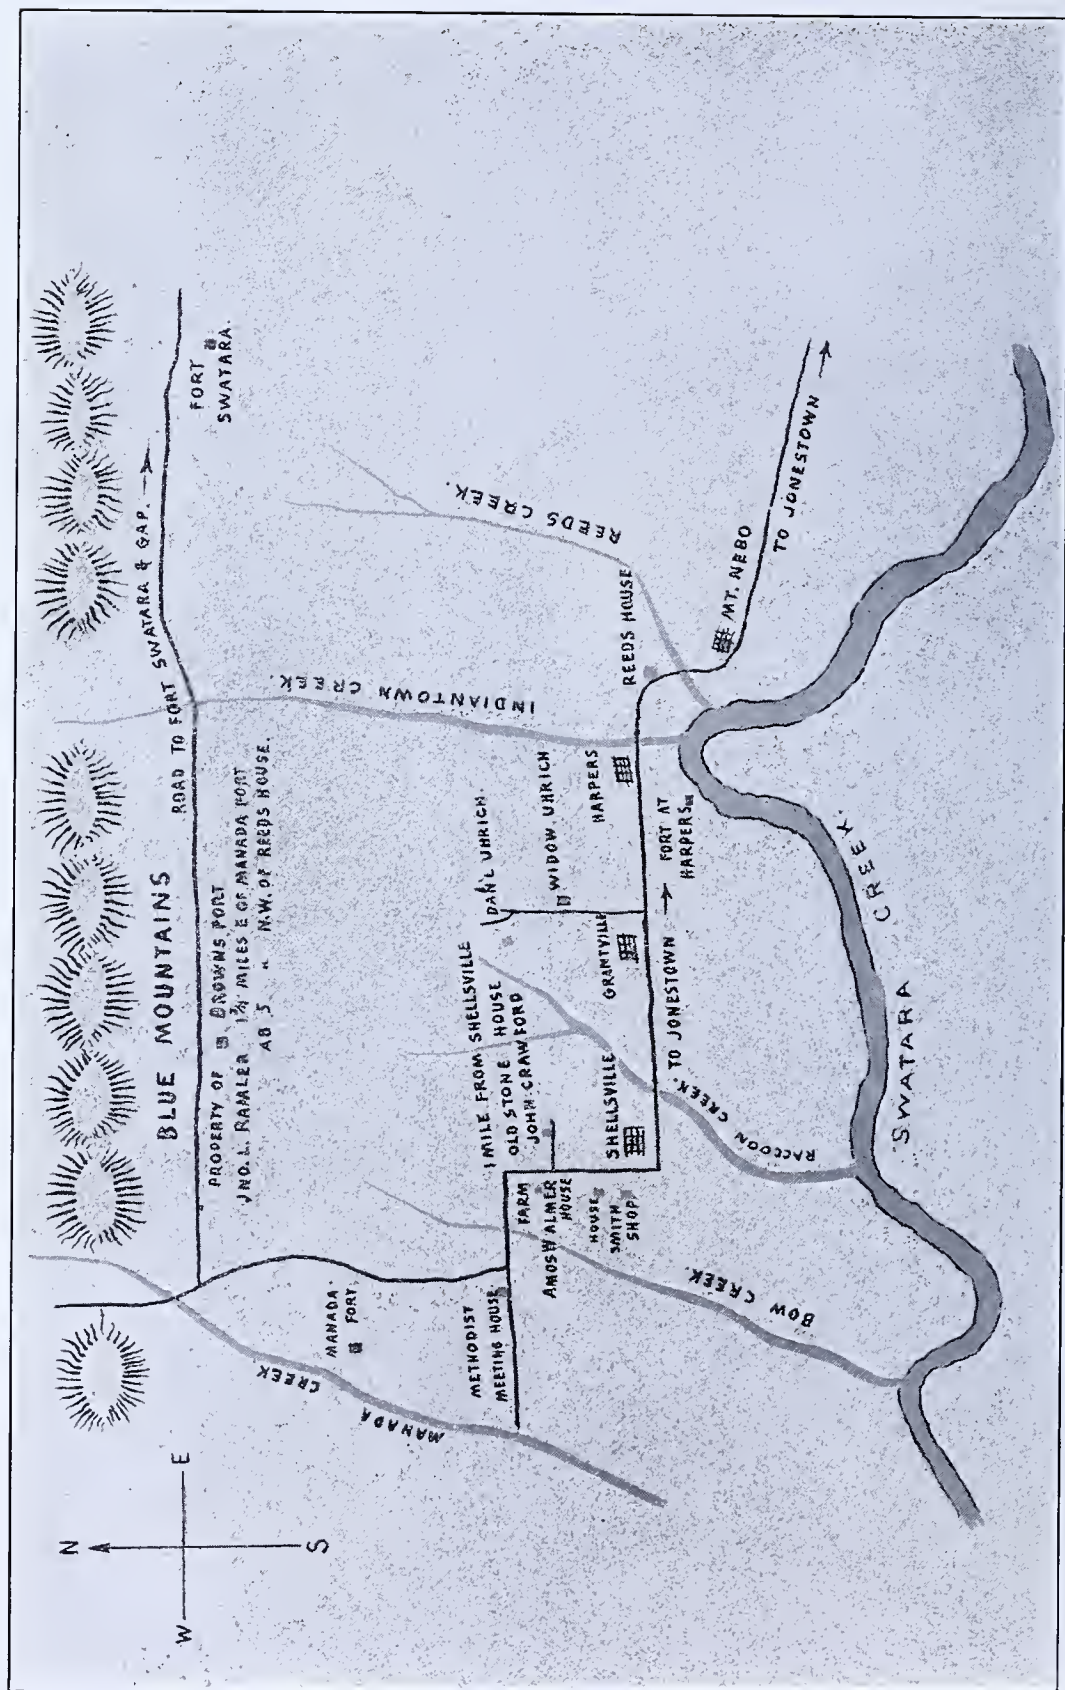 N
W
E
S
BLUE MOUNTAINS
ROAD TO FORT SWATARA & GAP.
PROPERTY OF BROWNS FORT
JNO. L. RAMLER 1 3/4 MILES E OF MANADA FORT
AB 5 " N.W. OF REEDS HOUSE.
FORT
SWATARA.
MANADA
FORT.
MANADA
CREEK
METHODIST
MEETING HOUSE
1 MILE FROM SHELLSVILLE
OLD STONE HOUSE
JOHN CRAWFORD
FARM
AMOS WALMER
HOUSE
HOUSE
SMITH
SHOP
SHELLSVILLE
DAN'L UHRICH.
WIDOW UHRICH
GRANTVILLE
HARPERS
INDIANTOWN CREEK.
REEDS CREEK.
REEDS HOUSE
MT. NEBO
TO JONESTOWN
TO JONESTOWN
FORT AT
HARPERS
RACCOON CREEK.
BOW CREEK.
SWATARA CREEK